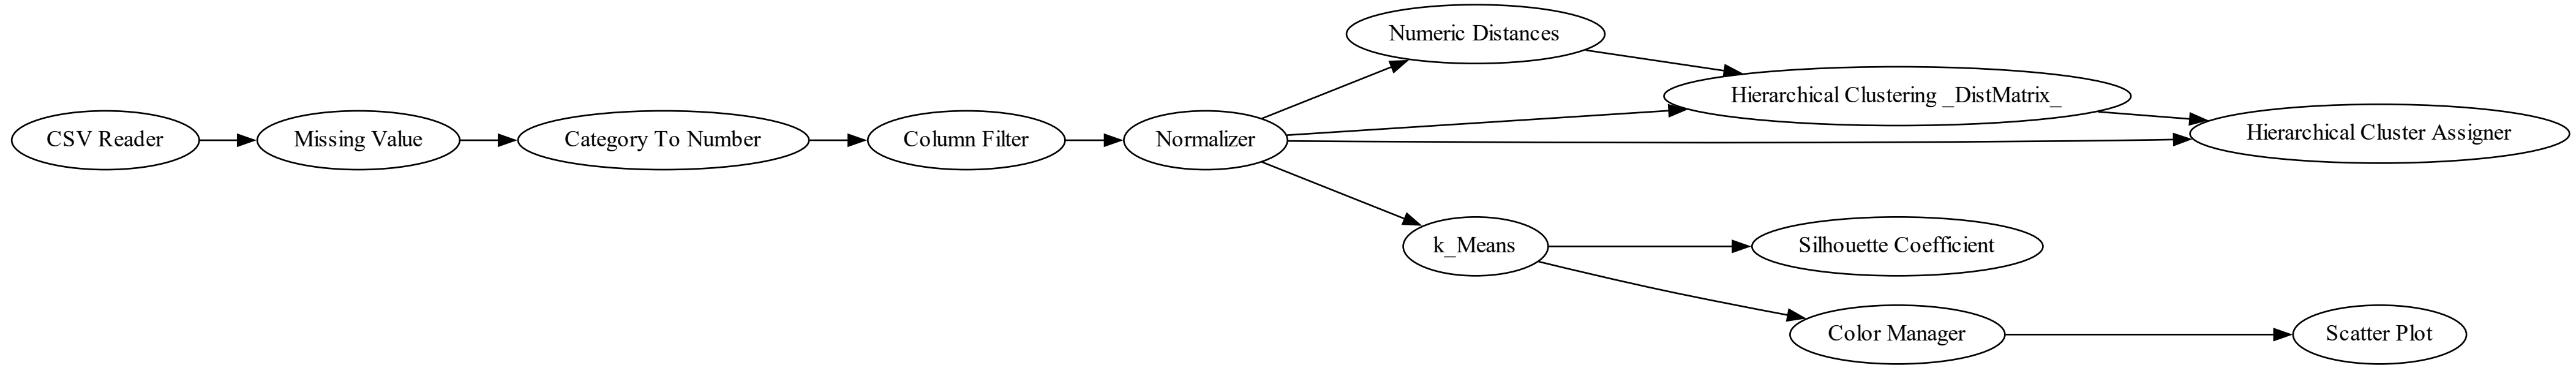 CSV Reader
Missing Value
Category To Number
Column Filter
Normalizer
Numeric Distances
Hierarchical Clustering _DistMatrix_
Hierarchical Cluster Assigner
k_Means
Silhouette Coefficient
Color Manager
Scatter Plot